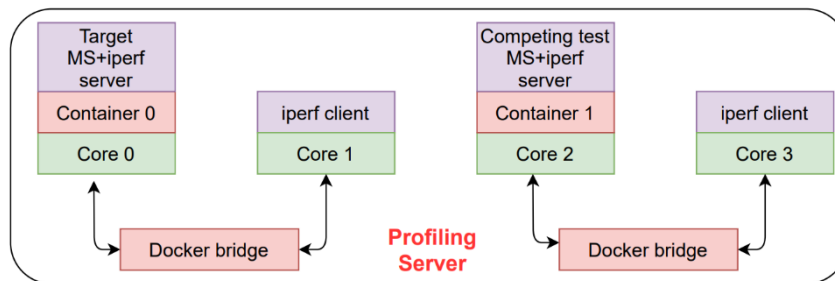 Target
MS+iperf
server
Container 0
Core 0
iperf client
Core 1
Docker bridge
Profiling
Server
Competing test
MS+iperf
server
Container 1
Core 2
iperf client
Core 3
Docker bridge